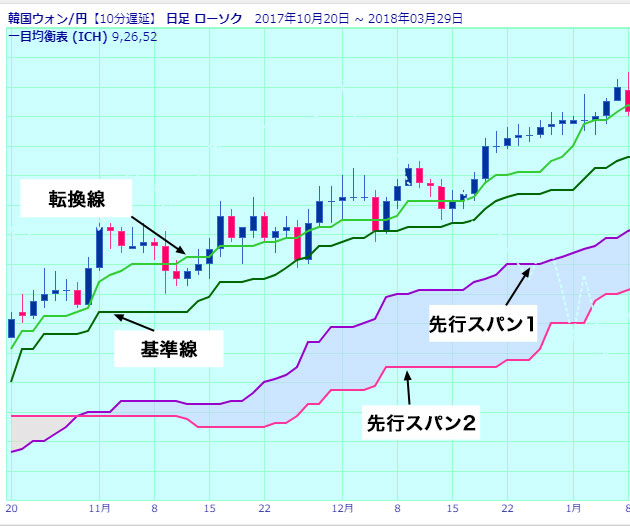 韓国ウォン/円【10分遅延】 日足 ローソク 2017年10月20日 ~ 2018年03月29日
一目均衡表 (ICH) 9,26,52
転換線
基準線
先行スパン1
先行スパン2
20 11月 8 15 22 12月 8 15 22 1月 8